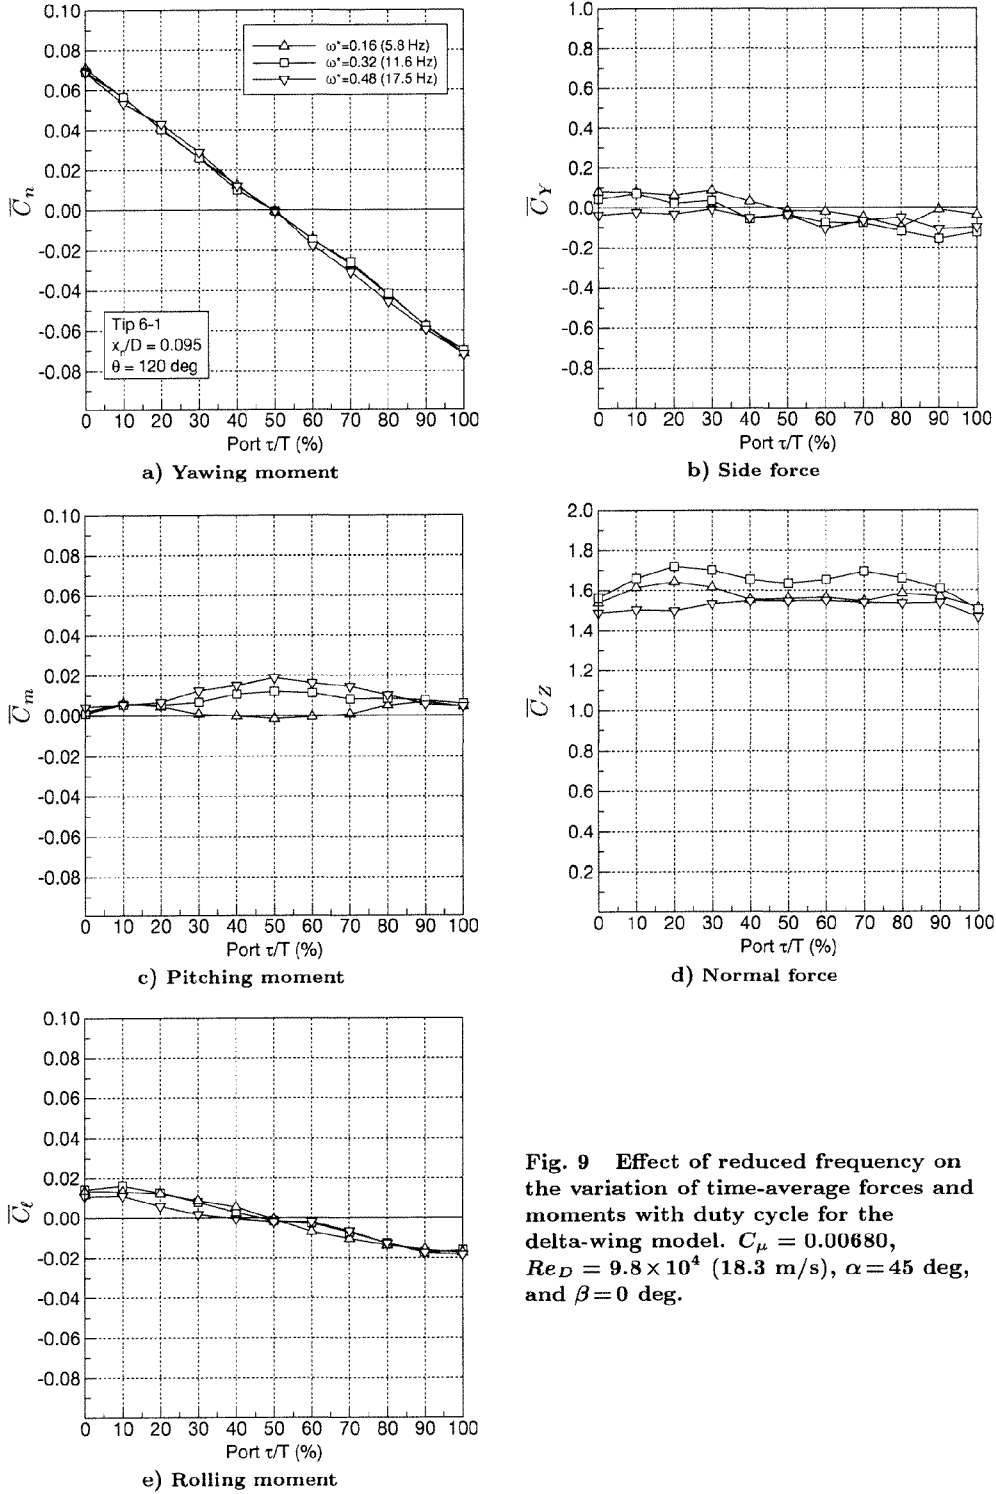 0.10
0.08
0.06
0.04
0.02
0.00
-0.02
-0.04
-0.06
-0.08
C̅n
ω*=0.16 (5.8 Hz)
ω*=0.32 (11.6 Hz)
ω*=0.48 (17.5 Hz)
Tip 6-1
xn/D = 0.095
θ = 120 deg
0 10 20 30 40 50 60 70 80 90 100
Port τ/T (%)
a) Yawing moment
1.0
0.8
0.6
0.4
0.2
0.0
-0.2
-0.4
-0.6
-0.8
C̅Y
0 10 20 30 40 50 60 70 80 90 100
Port τ/T (%)
b) Side force
0.10
0.08
0.06
0.04
0.02
0.00
-0.02
-0.04
-0.06
-0.08
C̅m
0 10 20 30 40 50 60 70 80 90 100
Port τ/T (%)
c) Pitching moment
2.0
1.8
1.6
1.4
1.2
1.0
0.8
0.6
0.4
0.2
C̅Z
0 10 20 30 40 50 60 70 80 90 100
Port τ/T (%)
d) Normal force
0.10
0.08
0.06
0.04
0.02
0.00
-0.02
-0.04
-0.06
-0.08
C̅ℓ
0 10 20 30 40 50 60 70 80 90 100
Port τ/T (%)
e) Rolling moment
Fig. 9 Effect of reduced frequency on
the variation of time-average forces and
moments with duty cycle for the
delta-wing model. Cμ = 0.00680,
ReD = 9.8×10⁴ (18.3 m/s), α=45 deg,
and β=0 deg.